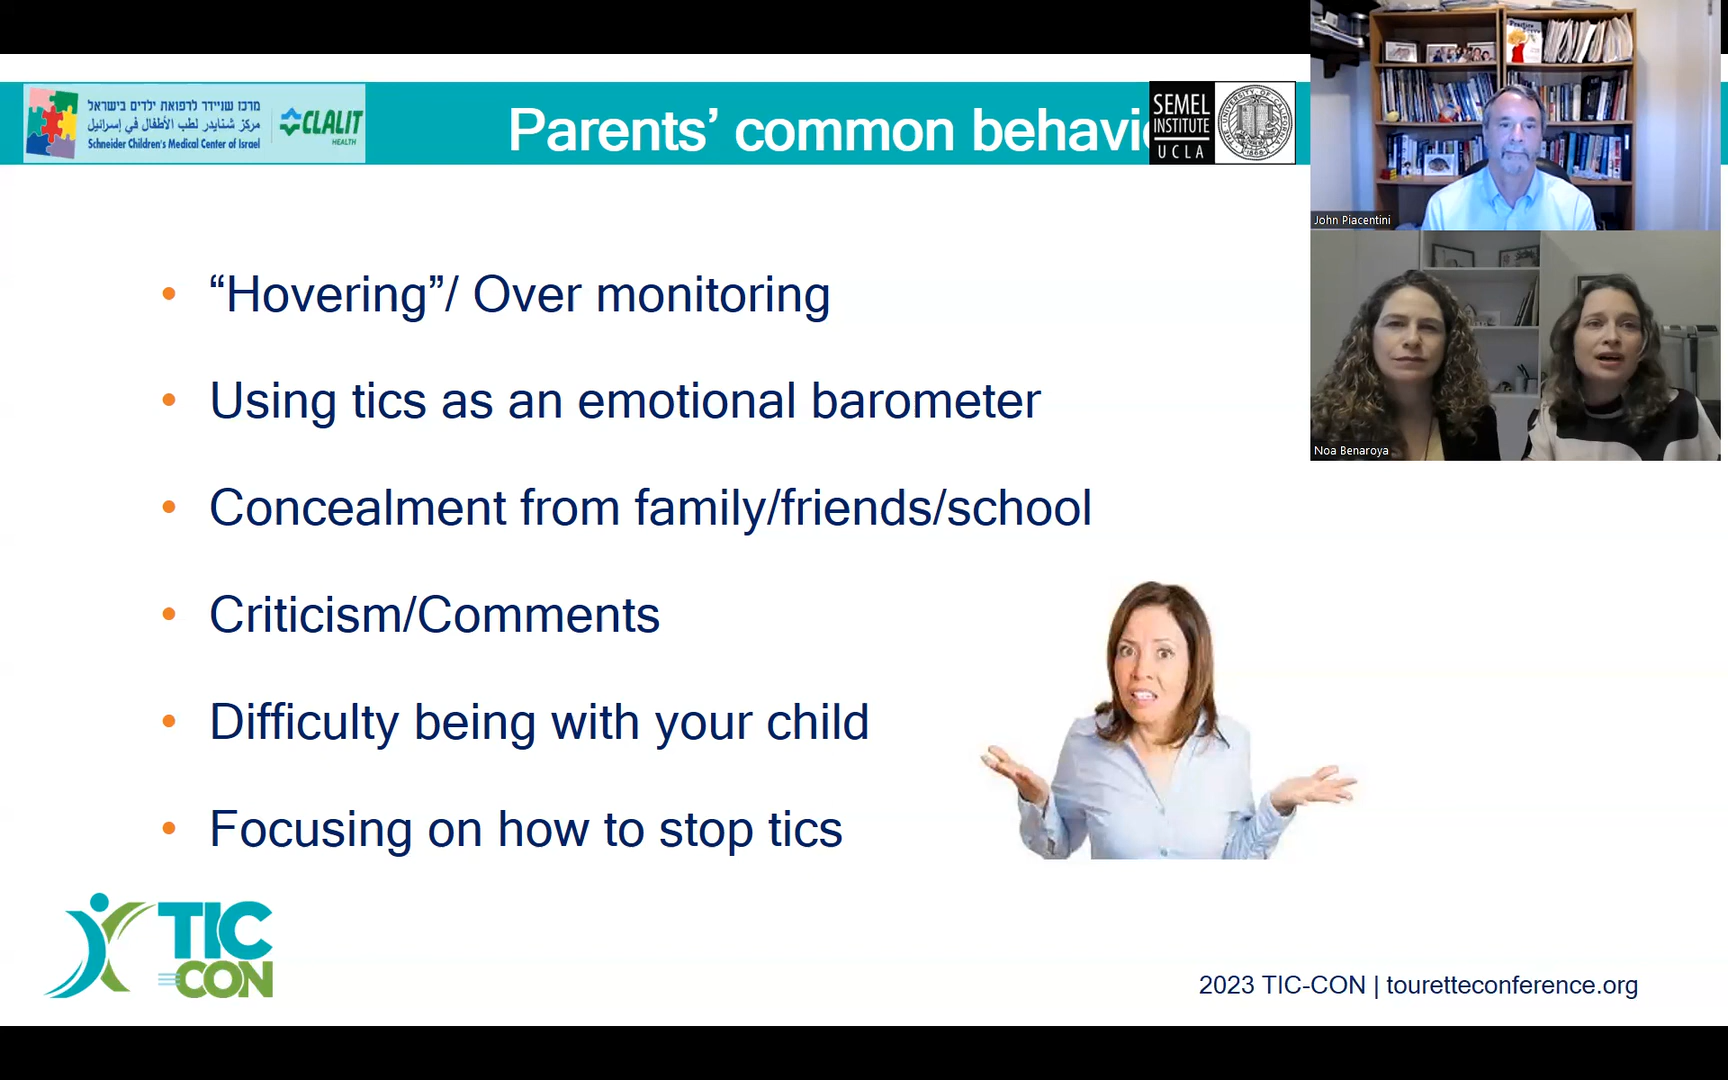 מרכז שניידר לרפואת ילדים בישראל
مركز شنايدر لطب الأطفال في إسرائيل
Schneider Children's Medical Center of Israel
CLALIT
HEALTH
Parents’ common behavi
SEMEL
INSTITUTE
UCLA
John Piacentini
Noa Benaroya
• “Hovering”/ Over monitoring
• Using tics as an emotional barometer
• Concealment from family/friends/school
• Criticism/Comments
• Difficulty being with your child
• Focusing on how to stop tics
TIC
CON
2023 TIC-CON | touretteconference.org